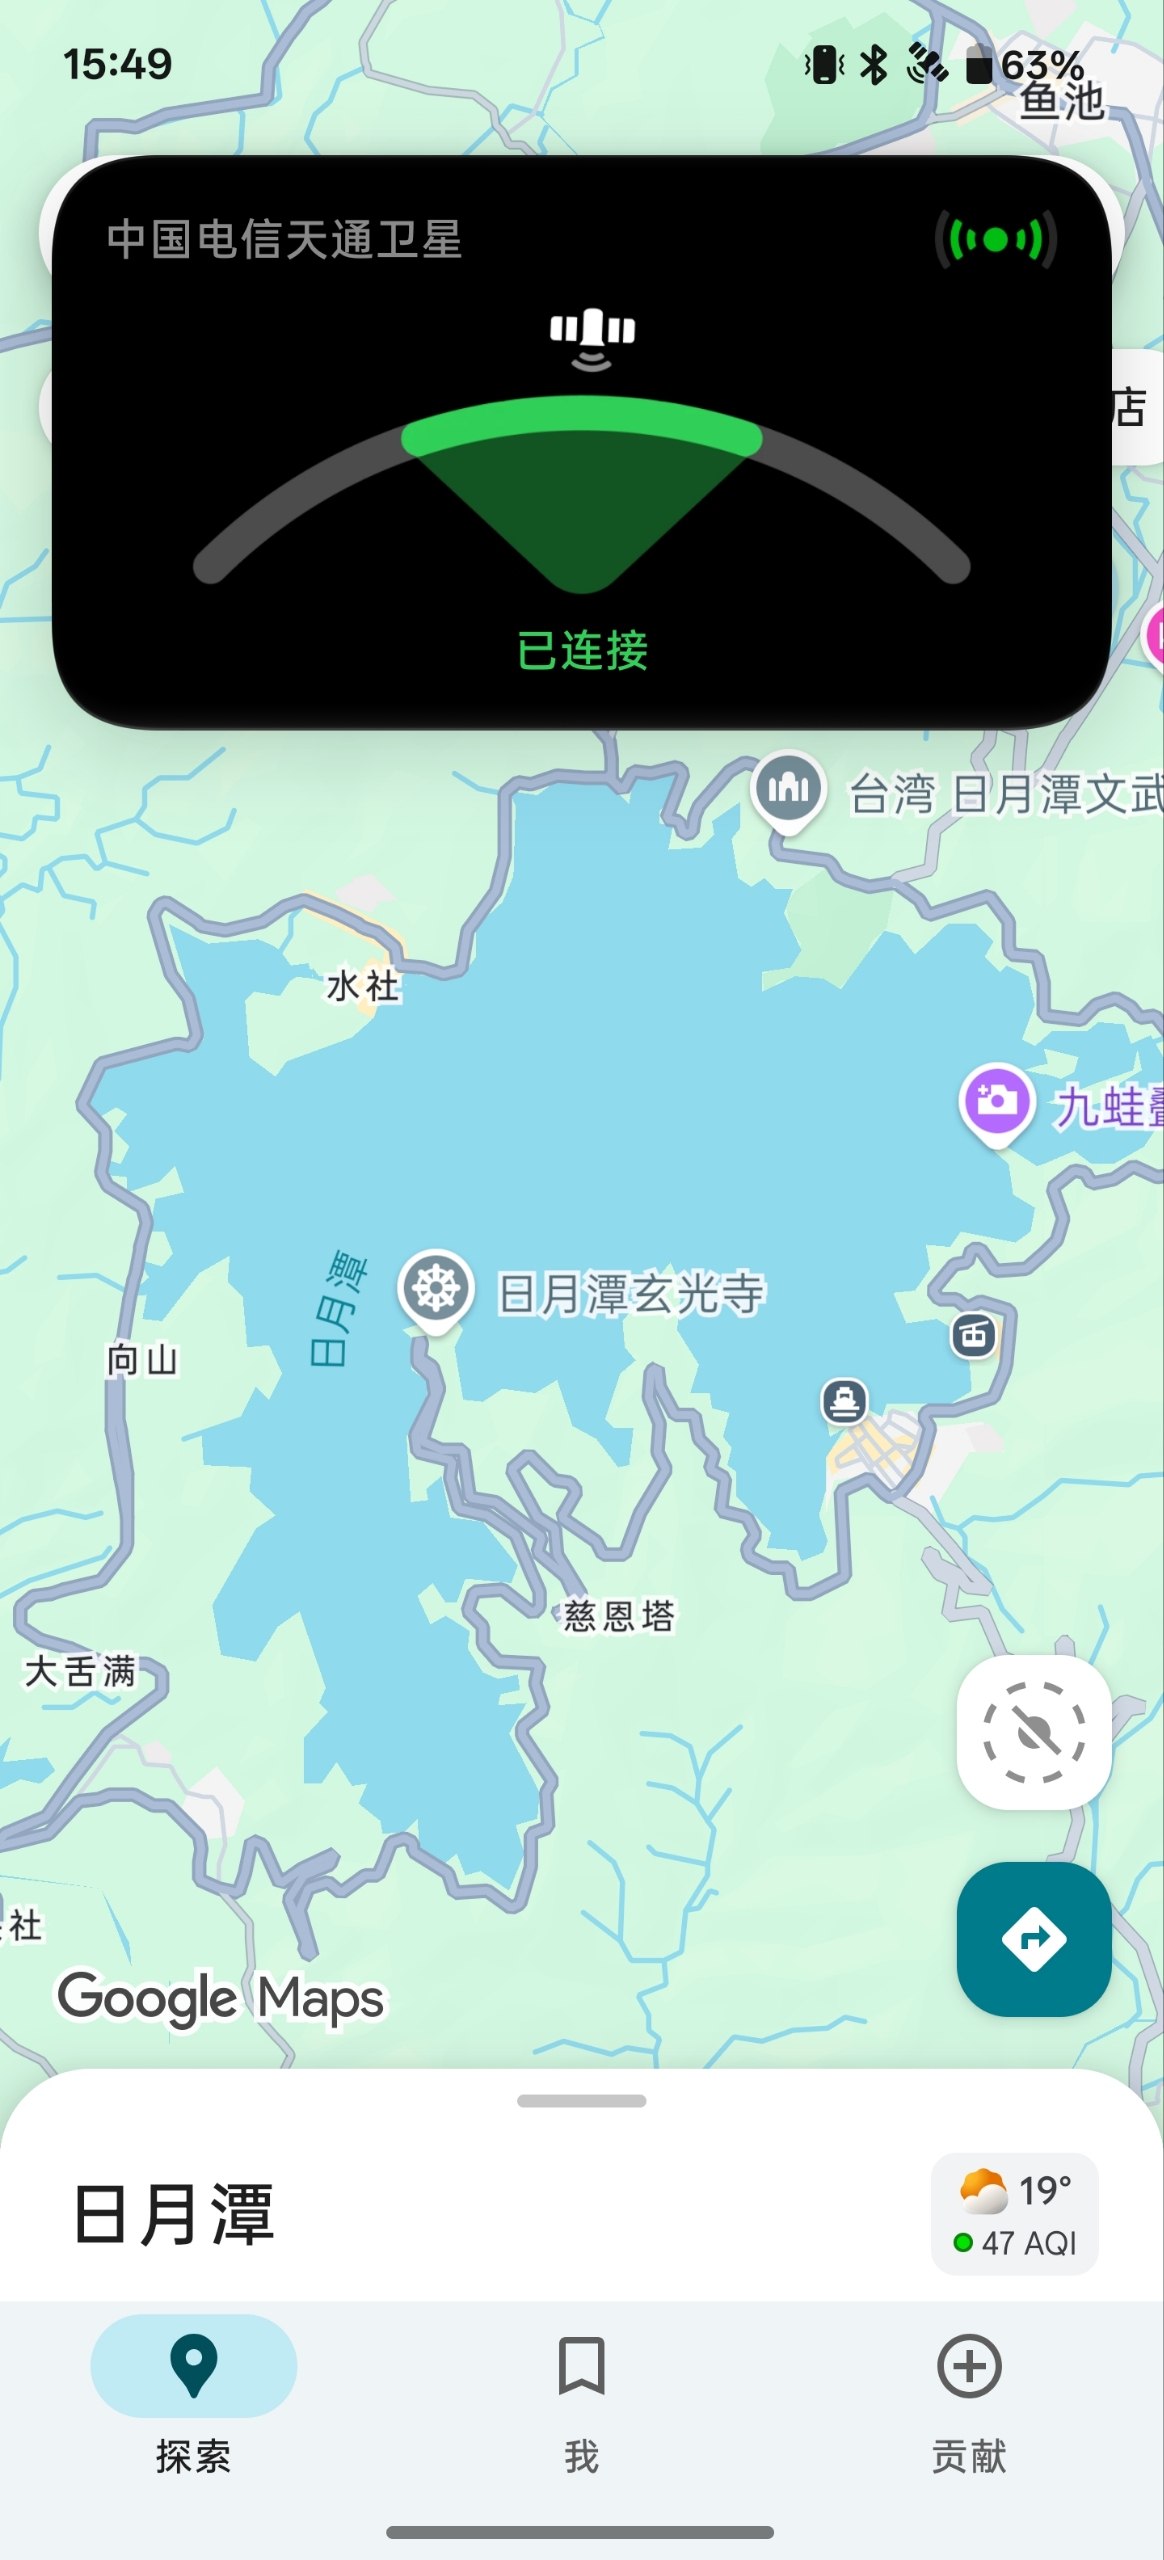 15:49
63%
鱼池
中国电信天通卫星
店
已连接
台湾 日月潭文武
水社
九蛙
日月潭
日月潭玄光寺
向山
慈恩塔
大舌满
社
Google Maps
日月潭
19°
47 AQI
探索
我
贡献